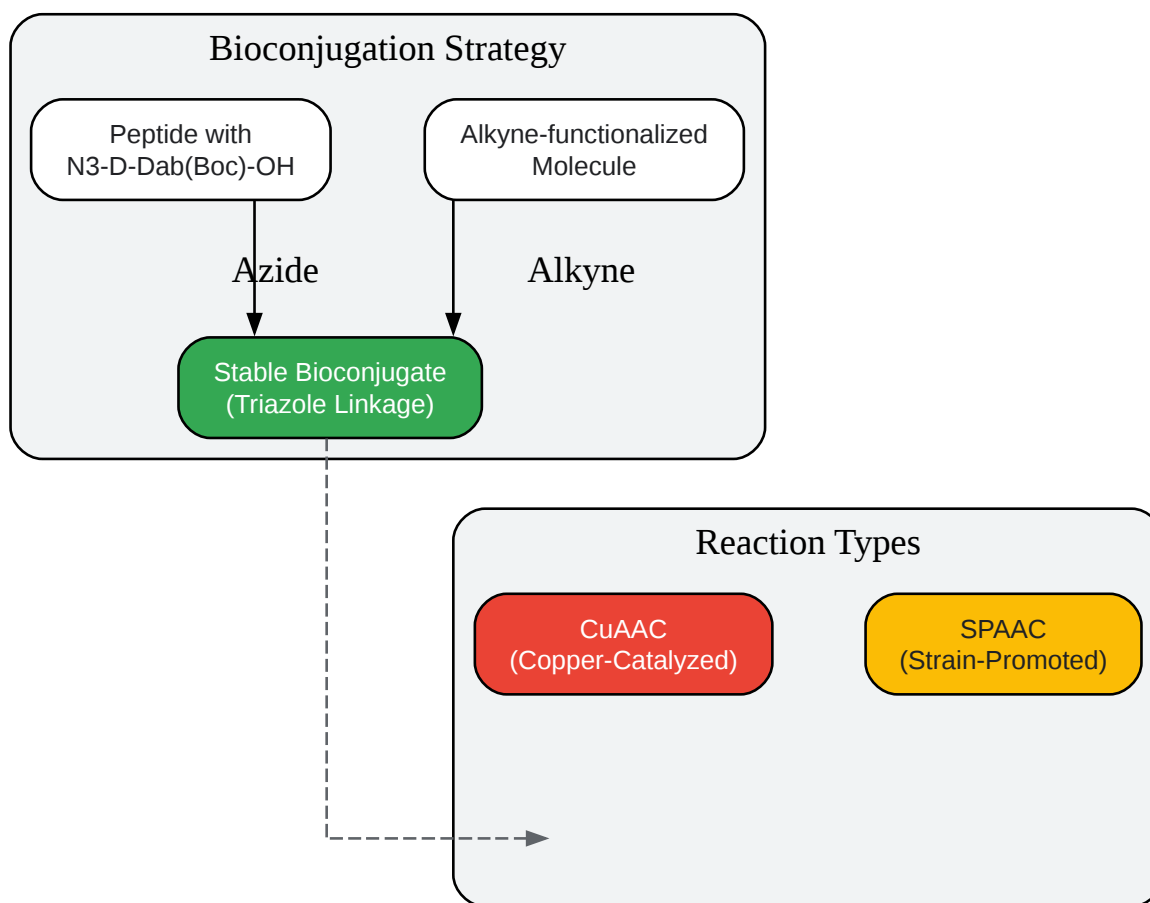 Bioconjugation Strategy
Peptide with
N3-D-Dab(Boc)-OH
Alkyne-functionalized
Molecule
Azide
Alkyne
Stable Bioconjugate
(Triazole Linkage)
Reaction Types
CuAAC
(Copper-Catalyzed)
SPAAC
(Strain-Promoted)